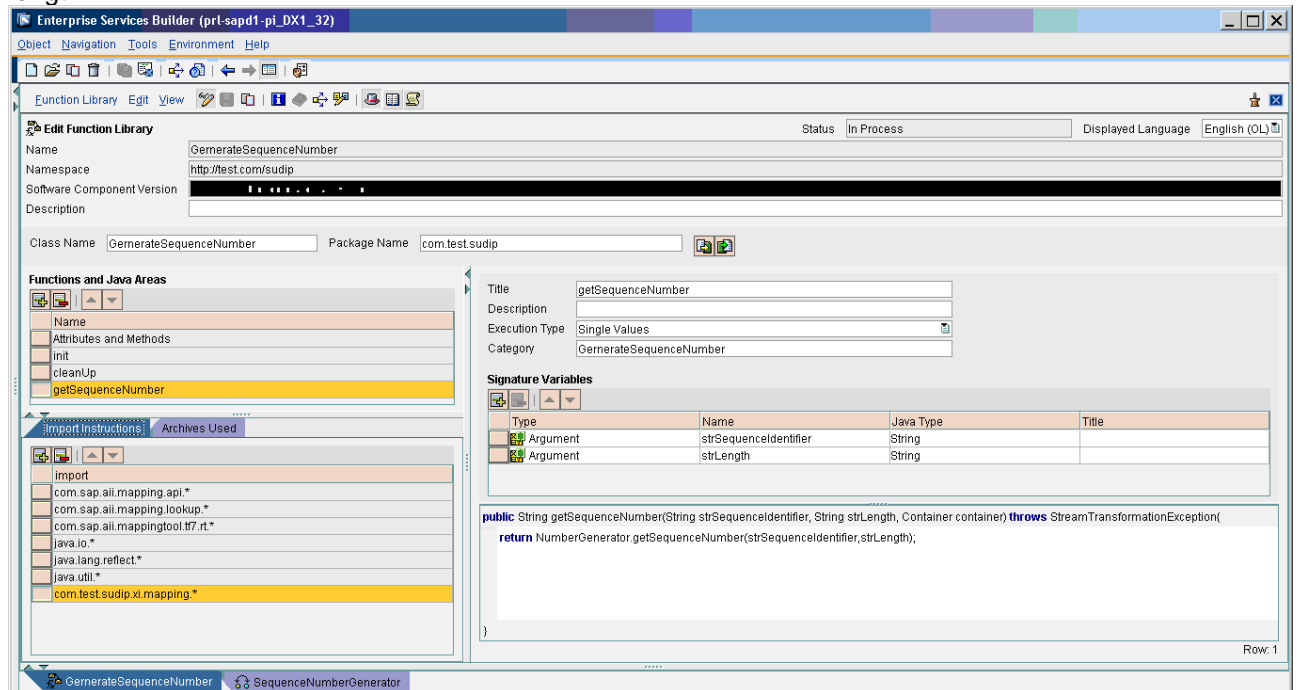 Enterprise Services Builder (prl-sapd1-pi_DX1_32)
Object Navigation Tools Environment Help
Function Library Edit View
Edit Function Library Status In Process Displayed Language English (OL)
Name GernerateSequenceNumber
Namespace http://test.com/sudip
Software Component Version
Description
Class Name GernerateSequenceNumber Package Name com.test.sudip
Functions and Java Areas
Name
Attributes and Methods
init
cleanUp
getSequenceNumber
Import Instructions Archives Used
import
com.sap.aii.mapping.api.*
com.sap.aii.mapping.lookup.*
com.sap.aii.mappingtool.tf7.rt.*
java.io.*
java.lang.reflect.*
java.util.*
com.test.sudip.xi.mapping.*
Title getSequenceNumber
Description
Execution Type Single Values
Category GernerateSequenceNumber
Signature Variables
Type Name Java Type Title
Argument strSequenceIdentifier String
Argument strLength String
public String getSequenceNumber(String strSequenceIdentifier, String strLength, Container container) throws StreamTransformationException{
return NumberGenerator.getSequenceNumber(strSequenceIdentifier,strLength);
}
Row: 1
GernerateSequenceNumber SequenceNumberGenerator